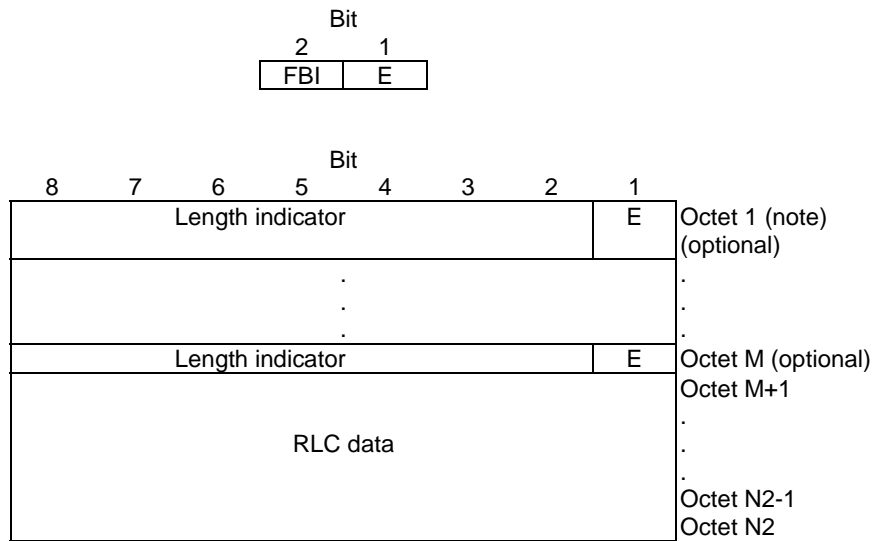 Bit
2 1
FBI E
Bit
8 7 6 5 4 3 2 1
Length indicator E Octet 1 (note)
(optional)
. .
. .
. .
Length indicator E Octet M (optional)
Octet M+1
.
RLC data .
.
Octet N2-1
Octet N2